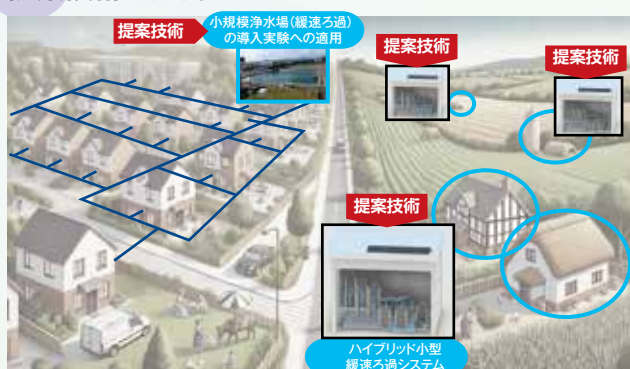 提案技術
小規模浄水場(緩速ろ過)
の導入実験への適用
提案技術
提案技術
提案技術
ハイブリッド小型
緩速ろ過システム